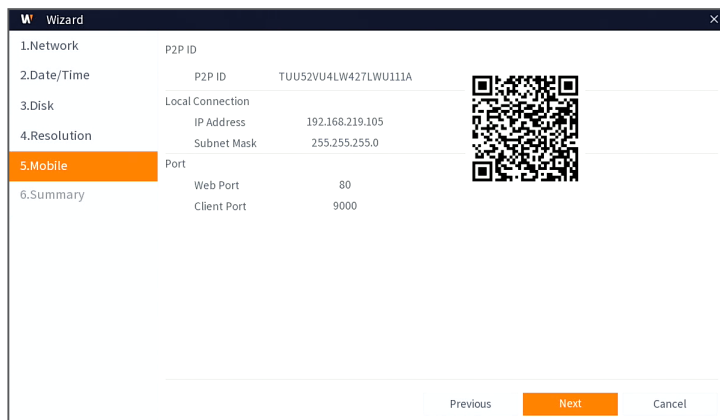 Wizard
1.Network
2.Date/Time
3.Disk
4.Resolution
5.Mobile
6.Summary
P2P ID
P2P ID TUU52VU4LW427LWU111A
Local Connection
IP Address 192.168.219.105
Subnet Mask 255.255.255.0
Port
Web Port 80
Client Port 9000
Previous Next Cancel